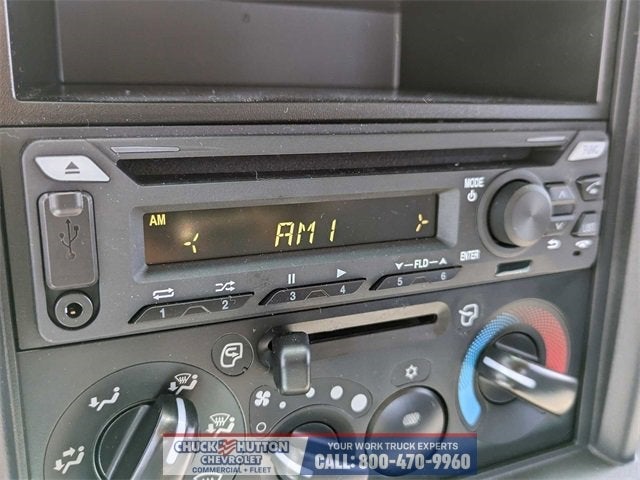 MODE
AM
AM 1
ENTER
FLD
1 2 3 4 5 6
CHUCK HUTTON
CHEVROLET
COMMERCIAL + FLEET
YOUR WORK TRUCK EXPERTS
CALL: 800-470-9960